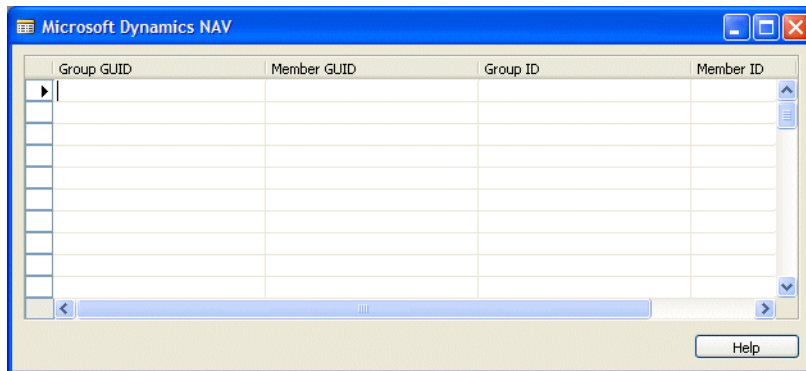 Microsoft Dynamics NAV
Group GUID Member GUID Group ID Member ID
Help